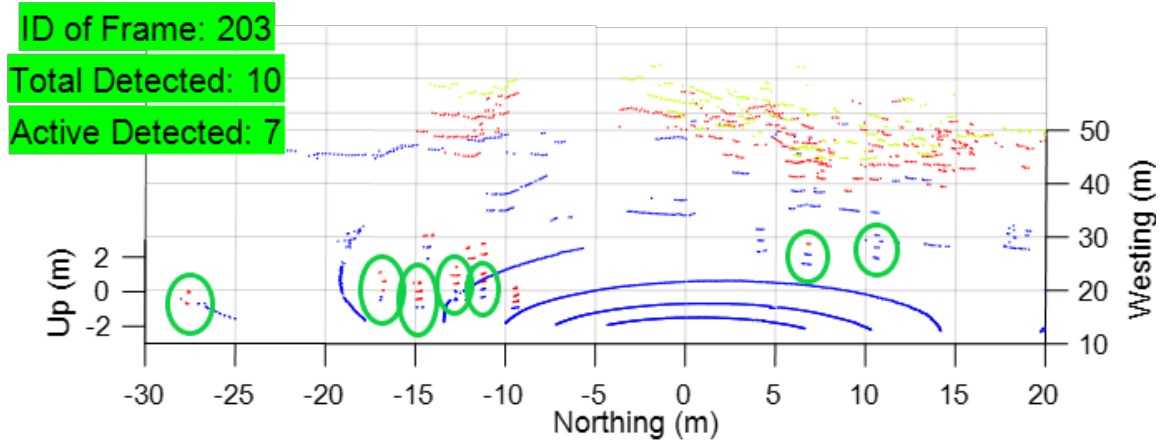 ID of Frame: 203
Total Detected: 10
Active Detected: 7
50
40
30
20
10
Westing (m)
2
0
-2
Up (m)
-30 -25 -20 -15 -10 -5 0 5 10 15 20
Northing (m)